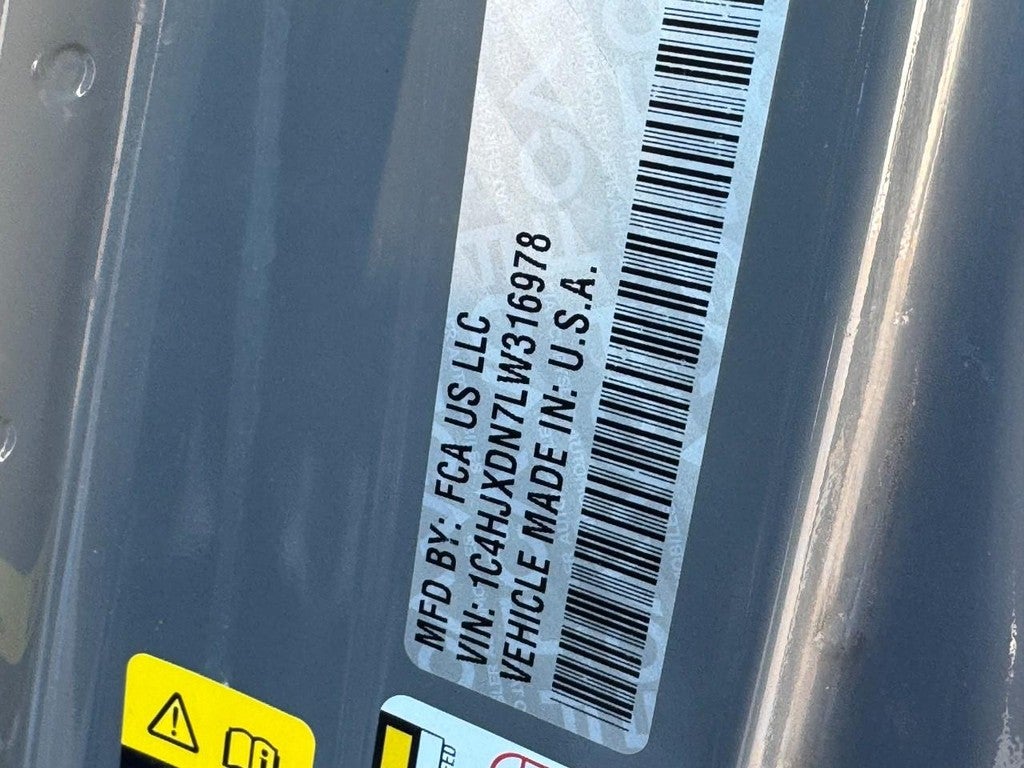 MFD BY: FCA US LLC
VIN: 1C4HJXDN7LW316978
VEHICLE MADE IN: U.S.A.